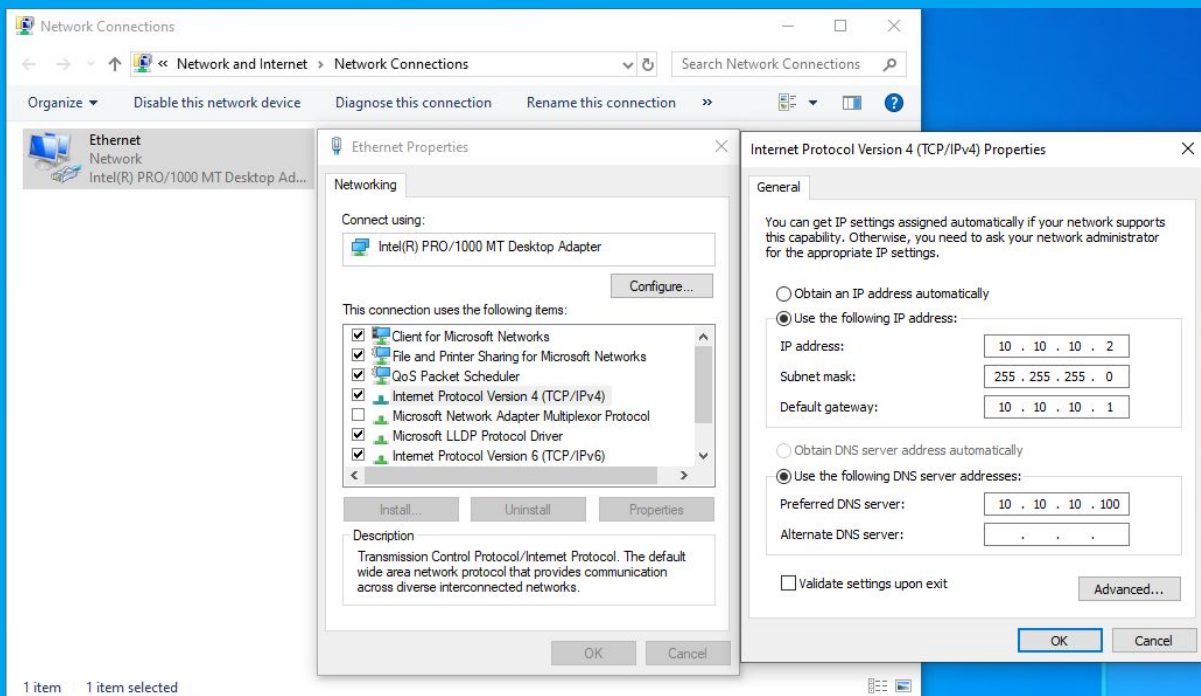 Network Connections
« Network and Internet › Network Connections
Search Network Connections
Organize
Disable this network device
Diagnose this connection
Rename this connection
»
?
Ethernet
Network
Intel(R) PRO/1000 MT Desktop Ad...
Ethernet Properties
Networking
Connect using:
Intel(R) PRO/1000 MT Desktop Adapter
Configure...
This connection uses the following items:
Client for Microsoft Networks
File and Printer Sharing for Microsoft Networks
QoS Packet Scheduler
Internet Protocol Version 4 (TCP/IPv4)
Microsoft Network Adapter Multiplexor Protocol
Microsoft LLDP Protocol Driver
Internet Protocol Version 6 (TCP/IPv6)
Install... Uninstall Properties
Description
Transmission Control Protocol/Internet Protocol. The default
wide area network protocol that provides communication
across diverse interconnected networks.
OK Cancel
Internet Protocol Version 4 (TCP/IPv4) Properties
General
You can get IP settings assigned automatically if your network supports
this capability. Otherwise, you need to ask your network administrator
for the appropriate IP settings.
Obtain an IP address automatically
Use the following IP address:
IP address: 10 . 10 . 10 . 2
Subnet mask: 255 . 255 . 255 . 0
Default gateway: 10 . 10 . 10 . 1
Obtain DNS server address automatically
Use the following DNS server addresses:
Preferred DNS server: 10 . 10 . 10 . 100
Alternate DNS server: . . .
Validate settings upon exit
Advanced...
OK Cancel
1 item 1 item selected